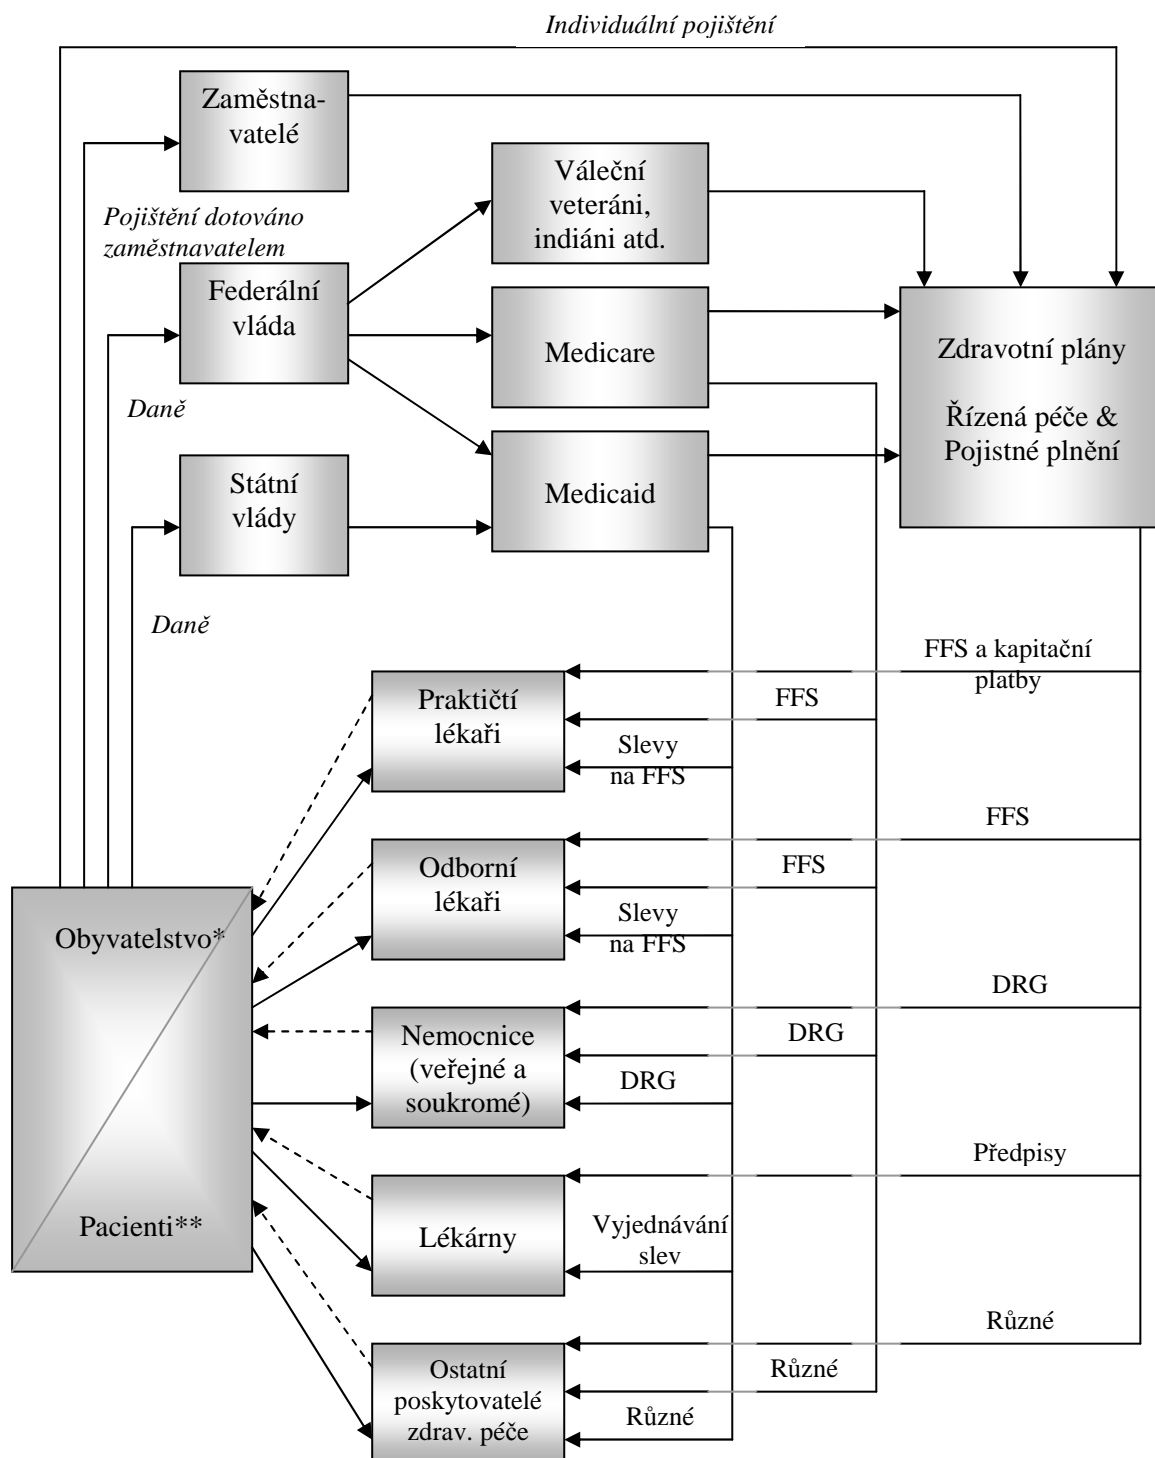 Individuální pojištění
Zaměstna-
vatelé
Pojištění dotováno
zaměstnavatelem
Váleční
veteráni,
indiáni atd.
Federální
vláda
Medicare
Zdravotní plány
Řízená péče &
Pojistné plnění
Daně
Státní
vlády
Medicaid
Daně
FFS a kapitační
platby
Praktičtí
lékaři
FFS
Slevy
na FFS
FFS
Odborní
lékaři
FFS
Slevy
na FFS
Obyvatelstvo*
DRG
Nemocnice
(veřejné a
soukromé)
DRG
DRG
Předpisy
Pacienti**
Lékárny
Vyjednávání
slev
Různé
Ostatní
poskytovatelé
zdrav. péče
Různé
Různé